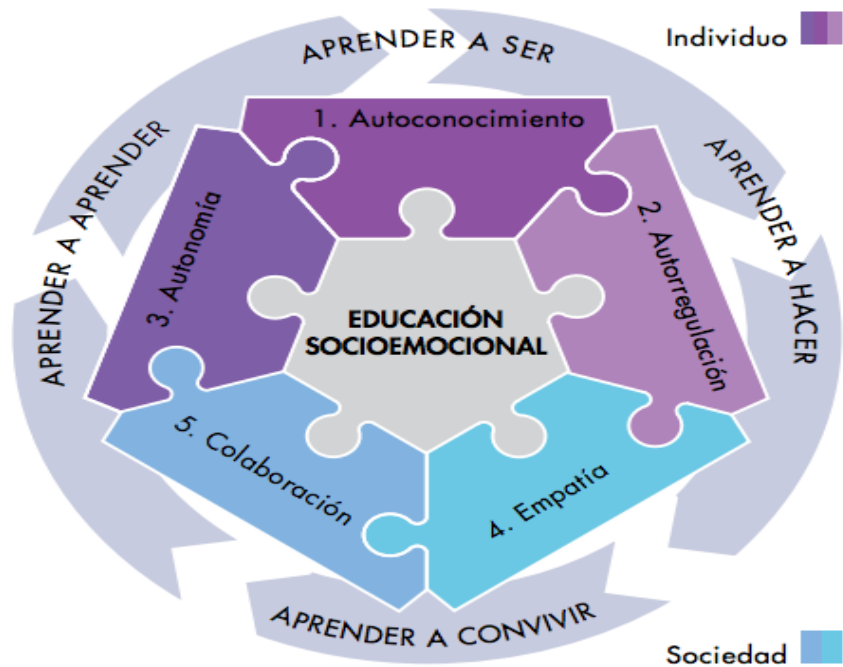 APRENDER A SER
Individuo
1. Autoconocimiento
APRENDER A APRENDER
APRENDER A HACER
3. Autonomía
2. Autorregulación
EDUCACIÓN
SOCIOEMOCIONAL
5. Colaboración
4. Empatía
APRENDER A CONVIVIR
Sociedad